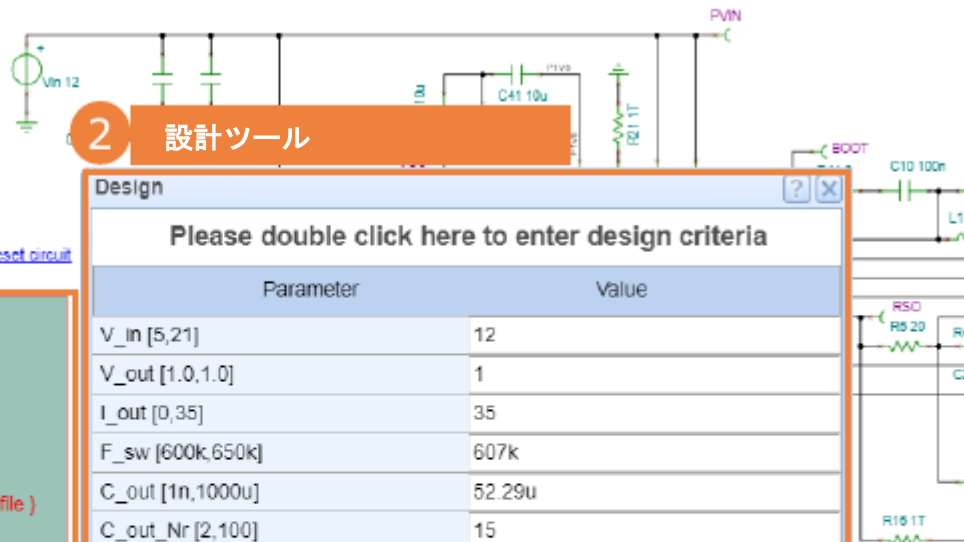 PVIN
Vin 12
C41 10u
P1V8
R21 1T
BOOT
C10 100n
2 設計ツール
L1
Design
Please double click here to enter design criteria
eset circuit
Parameter Value
RSO
R6 20
V_in [5,21] 12
V_out [1.0,1.0] 1
I_out [0,35] 35
F_sw [600k,650k] 607k
C_out [1n,1000u] 52.29u
file }
C_out_Nr [2,100] 15
R16 1T